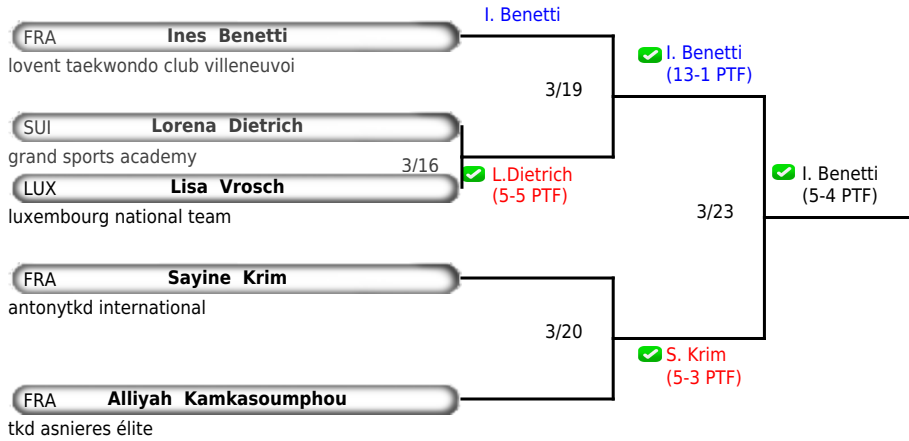 I. Benetti
FRA Ines Benetti
lovent taekwondo club villeneuvoi
I. Benetti
(13-1 PTF)
3/19
SUI Lorena Dietrich
grand sports academy
3/16
L.Dietrich
(5-5 PTF)
LUX Lisa Vrosch
luxembourg national team
I. Benetti
(5-4 PTF)
3/23
FRA Sayine Krim
antonytkd international
3/20
S. Krim
(5-3 PTF)
FRA Alliyah Kamkasoumphou
tkd asnieres élite